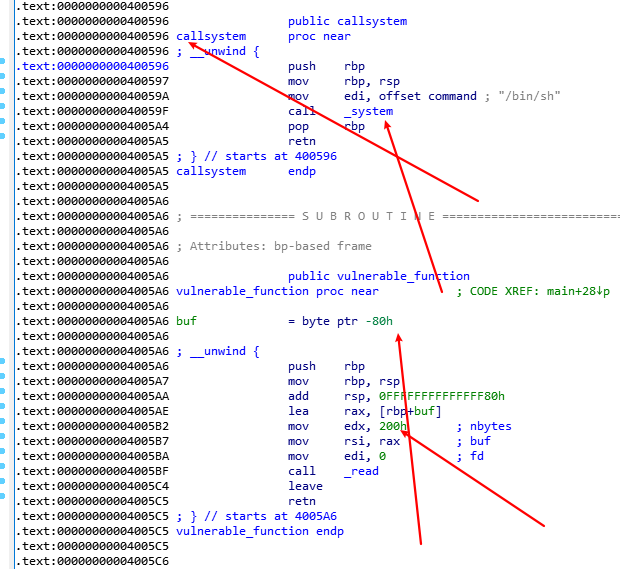 .text:0000000000400596
.text:0000000000400596 public callsystem
.text:0000000000400596 callsystem proc near
.text:0000000000400596 ; __unwind {
.text:0000000000400596 push rbp
.text:0000000000400597 mov rbp, rsp
.text:000000000040059A mov edi, offset command ; "/bin/sh"
.text:000000000040059F call _system
.text:00000000004005A4 pop rbp
.text:00000000004005A5 retn
.text:00000000004005A5 ; } // starts at 400596
.text:00000000004005A5 callsystem endp
.text:00000000004005A5
.text:00000000004005A6
.text:00000000004005A6 ; =============== S U B R O U T I N E ==========================
.text:00000000004005A6
.text:00000000004005A6 ; Attributes: bp-based frame
.text:00000000004005A6
.text:00000000004005A6 public vulnerable_function
.text:00000000004005A6 vulnerable_function proc near ; CODE XREF: main+28↓p
.text:00000000004005A6
.text:00000000004005A6 buf = byte ptr -80h
.text:00000000004005A6
.text:00000000004005A6 ; __unwind {
.text:00000000004005A6 push rbp
.text:00000000004005A7 mov rbp, rsp
.text:00000000004005AA add rsp, 0FFFFFFFFFFFFFF80h
.text:00000000004005AE lea rax, [rbp+buf]
.text:00000000004005B2 mov edx, 200h ; nbytes
.text:00000000004005B7 mov rsi, rax ; buf
.text:00000000004005BA mov edi, 0 ; fd
.text:00000000004005BF call _read
.text:00000000004005C4 leave
.text:00000000004005C5 retn
.text:00000000004005C5 ; } // starts at 4005A6
.text:00000000004005C5 vulnerable_function endp
.text:00000000004005C5
.text:00000000004005C6